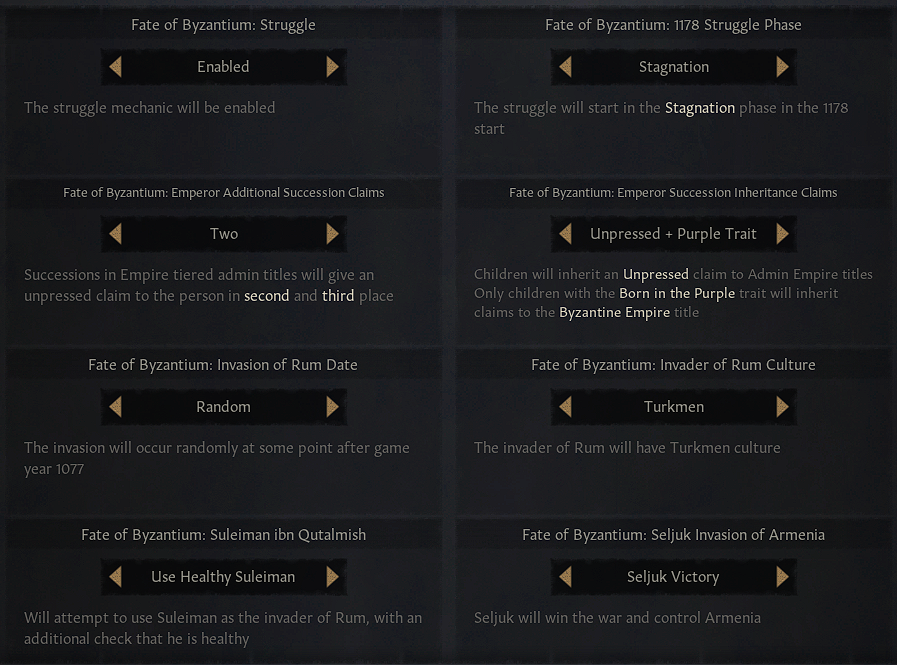 Fate of Byzantium: Struggle
Enabled
The struggle mechanic will be enabled
Fate of Byzantium: 1178 Struggle Phase
Stagnation
The struggle will start in the Stagnation phase in the 1178
start
Fate of Byzantium: Emperor Additional Succession Claims
Two
Successions in Empire tiered admin titles will give an
unpressed claim to the person in second and third place
Fate of Byzantium: Emperor Succession Inheritance Claims
Unpressed + Purple Trait
Children will inherit an Unpressed claim to Admin Empire titles
Only children with the Born in the Purple trait will inherit
claims to the Byzantine Empire title
Fate of Byzantium: Invasion of Rum Date
Random
The invasion will occur randomly at some point after game
year 1077
Fate of Byzantium: Invader of Rum Culture
Turkmen
The invader of Rum will have Turkmen culture
Fate of Byzantium: Suleiman ibn Qutalmish
Use Healthy Suleiman
Will attempt to use Suleiman as the invader of Rum, with an
additional check that he is healthy
Fate of Byzantium: Seljuk Invasion of Armenia
Seljuk Victory
Seljuk will win the war and control Armenia